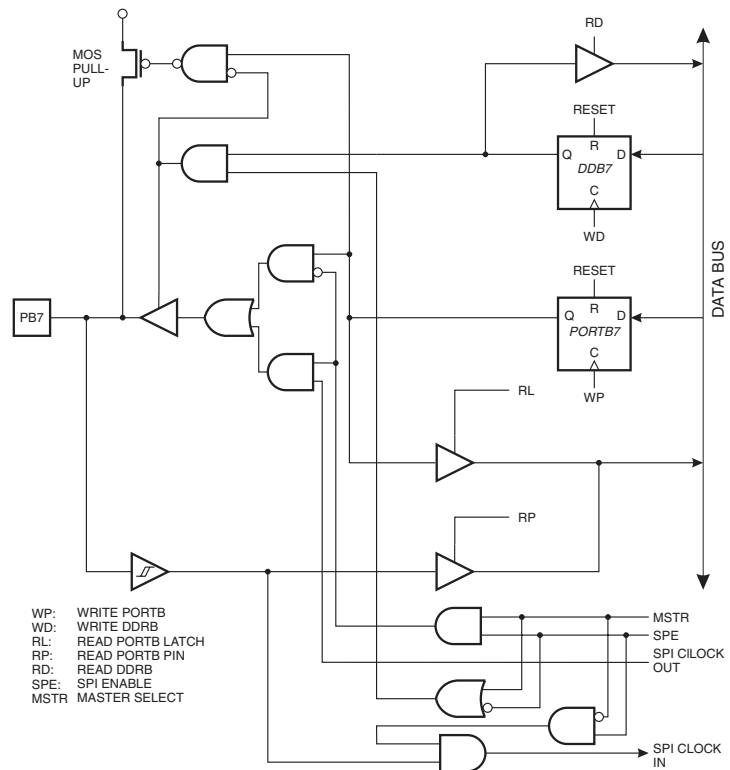 RD
MOS
PULL-
UP
RESET
R
Q
D
DDB7
C
WD
DATA BUS
RESET
R
Q
D
PB7
PORTB7
C
WP
RL
RP
WP: WRITE PORTB
WD: WRITE DDRB
RL: READ PORTB LATCH
RP: READ PORTB PIN
RD: READ DDRB
SPE: SPI ENABLE
MSTR MASTER SELECT
MSTR
SPE
SPI ClLOCK
OUT
SPI CLOCK
IN